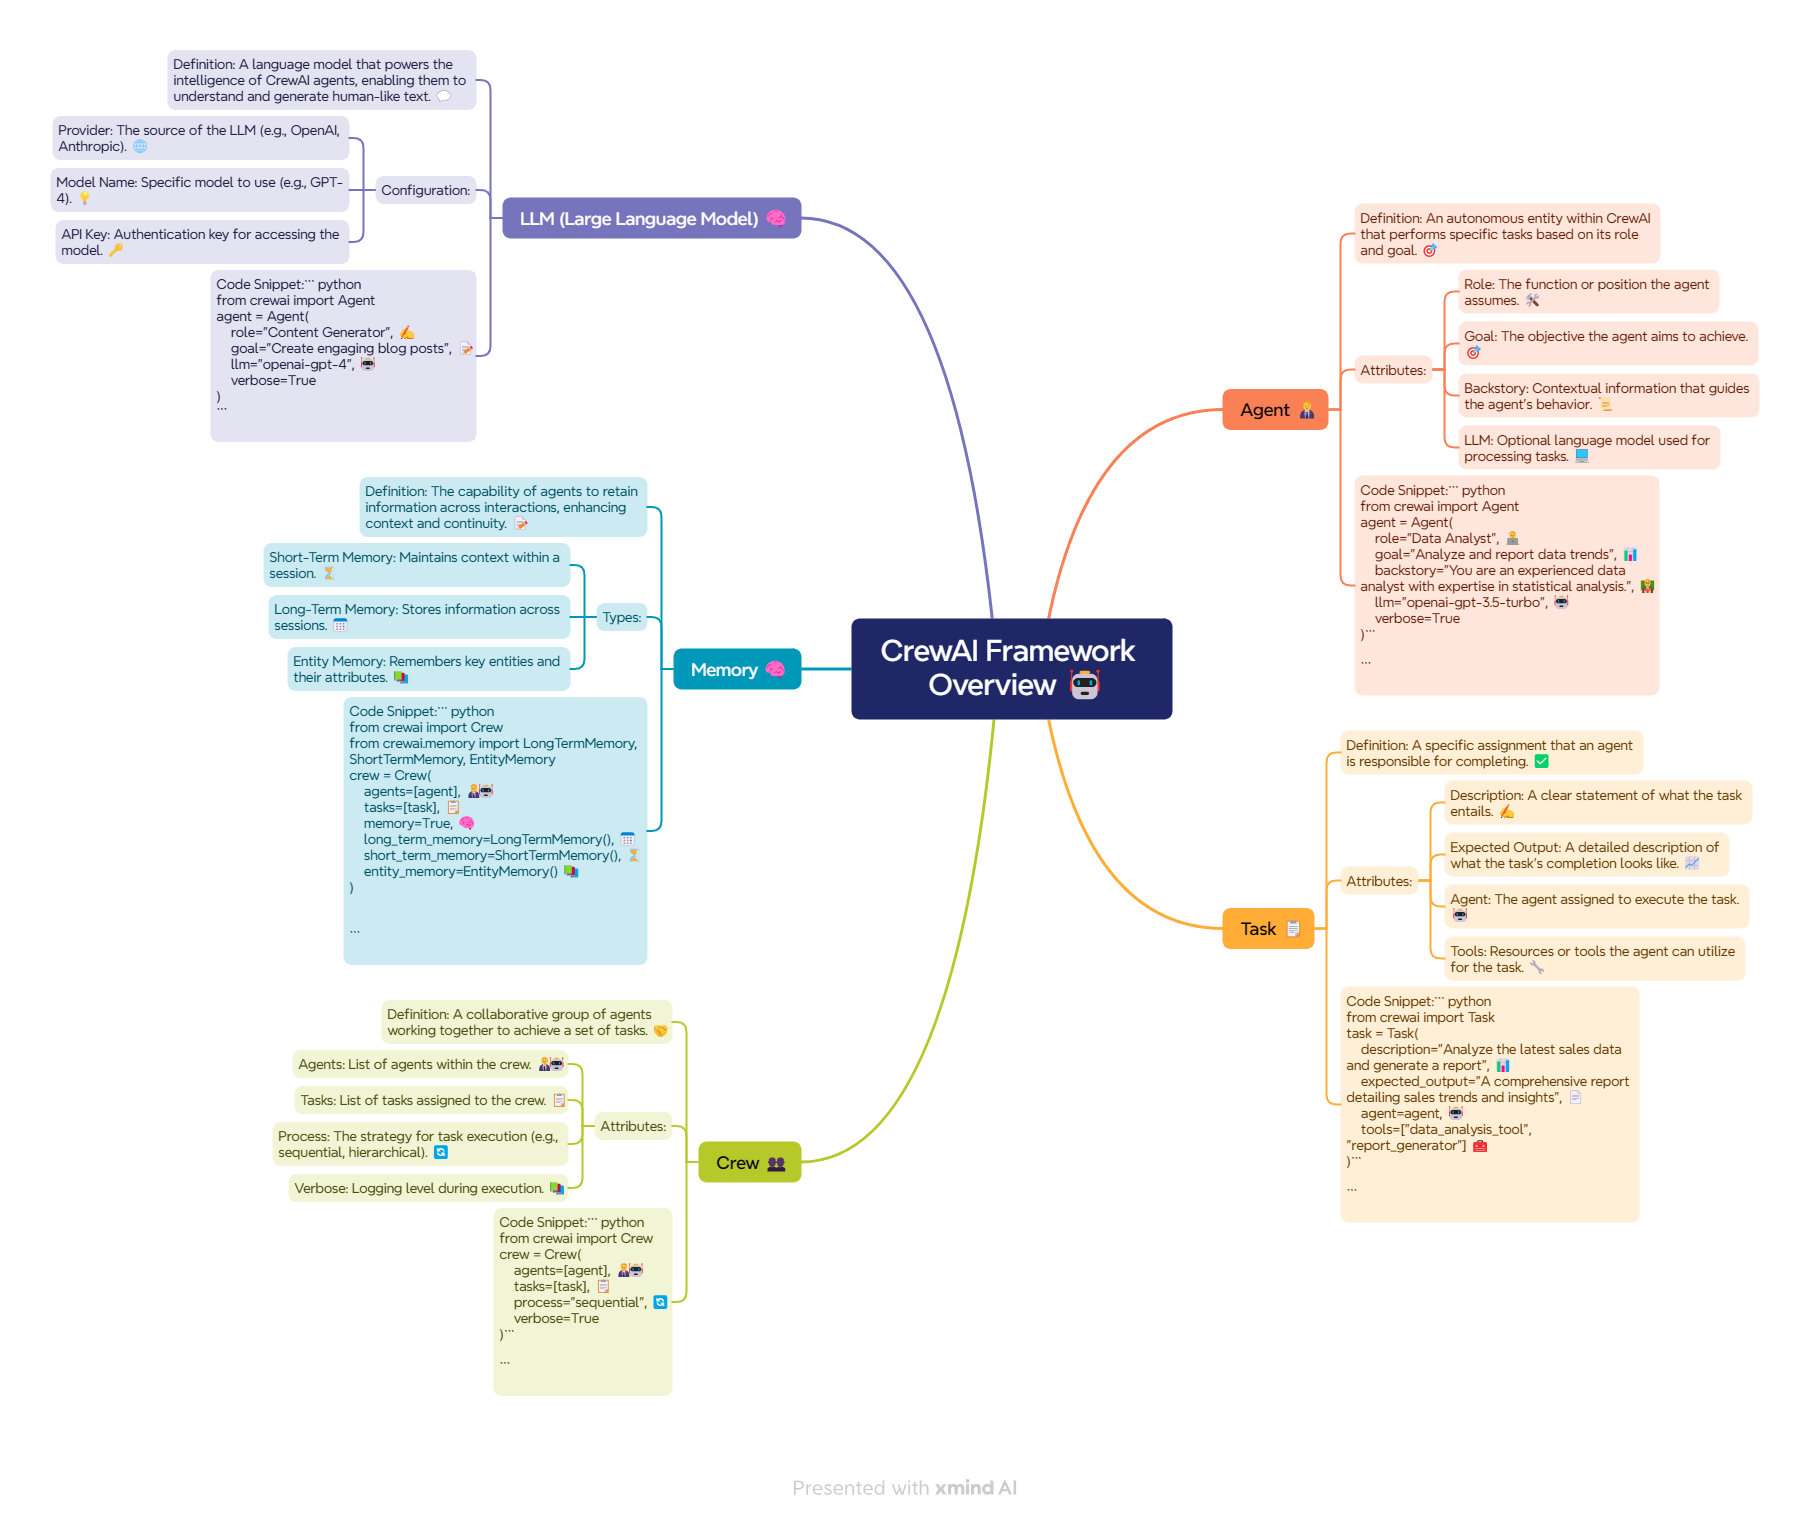 CrewAI Framework
Overview 🤖
LLM (Large Language Model) 🧠
Definition: A language model that powers the
intelligence of CrewAI agents, enabling them to
understand and generate human-like text. 💬
Configuration:
Provider: The source of the LLM (e.g., OpenAI,
Anthropic). 🌐
Model Name: Specific model to use (e.g., GPT-
4). 💡
API Key: Authentication key for accessing the
model. 🔑
Code Snippet:``` python
from crewai import Agent
agent = Agent(
    role="Content Generator", ✍️
    goal="Create engaging blog posts", 📝
    llm="openai-gpt-4", 🤖
    verbose=True
)
```
Memory 🧠
Definition: The capability of agents to retain
information across interactions, enhancing
context and continuity. 📝
Types:
Short-Term Memory: Maintains context within a
session. ⏳
Long-Term Memory: Stores information across
sessions. 🗓️
Entity Memory: Remembers key entities and
their attributes. 📚
Code Snippet:``` python
from crewai import Crew
from crewai.memory import LongTermMemory,
ShortTermMemory, EntityMemory
crew = Crew(
    agents=[agent], 👨‍💼🤖
    tasks=[task], 📋
    memory=True, 🧠
    long_term_memory=LongTermMemory(), 🗓️
    short_term_memory=ShortTermMemory(), ⏳
    entity_memory=EntityMemory() 📚
)
```
Crew 👥
Definition: A collaborative group of agents
working together to achieve a set of tasks. 🤝
Attributes:
Agents: List of agents within the crew. 👨‍💼🤖
Tasks: List of tasks assigned to the crew. 📋
Process: The strategy for task execution (e.g.,
sequential, hierarchical). 🔄
Verbose: Logging level during execution. 📚
Code Snippet:``` python
from crewai import Crew
crew = Crew(
    agents=[agent], 👨‍💼🤖
    tasks=[task], 📋
    process="sequential", 🔄
    verbose=True
)```
```
Agent 👨‍💼
Definition: An autonomous entity within CrewAI
that performs specific tasks based on its role
and goal. 🎯
Attributes:
Role: The function or position the agent
assumes. 🛠️
Goal: The objective the agent aims to achieve.
🎯
Backstory: Contextual information that guides
the agent's behavior. 📜
LLM: Optional language model used for
processing tasks. 💻
Code Snippet:``` python
from crewai import Agent
agent = Agent(
    role="Data Analyst", 👨‍💻
    goal="Analyze and report data trends", 📊
    backstory="You are an experienced data
analyst with expertise in statistical analysis.", 👨‍🏫
    llm="openai-gpt-3.5-turbo", 🤖
    verbose=True
)```
```
Task 📋
Definition: A specific assignment that an agent
is responsible for completing. ✅
Attributes:
Description: A clear statement of what the task
entails. ✍️
Expected Output: A detailed description of
what the task's completion looks like. 📈
Agent: The agent assigned to execute the task.
🤖
Tools: Resources or tools the agent can utilize
for the task. 🔧
Code Snippet:``` python
from crewai import Task
task = Task(
    description="Analyze the latest sales data
and generate a report", 📊
    expected_output="A comprehensive report
detailing sales trends and insights", 📄
    agent=agent, 🤖
    tools=["data_analysis_tool",
"report_generator"] 🧰
)```
```
Presented with xmind AI